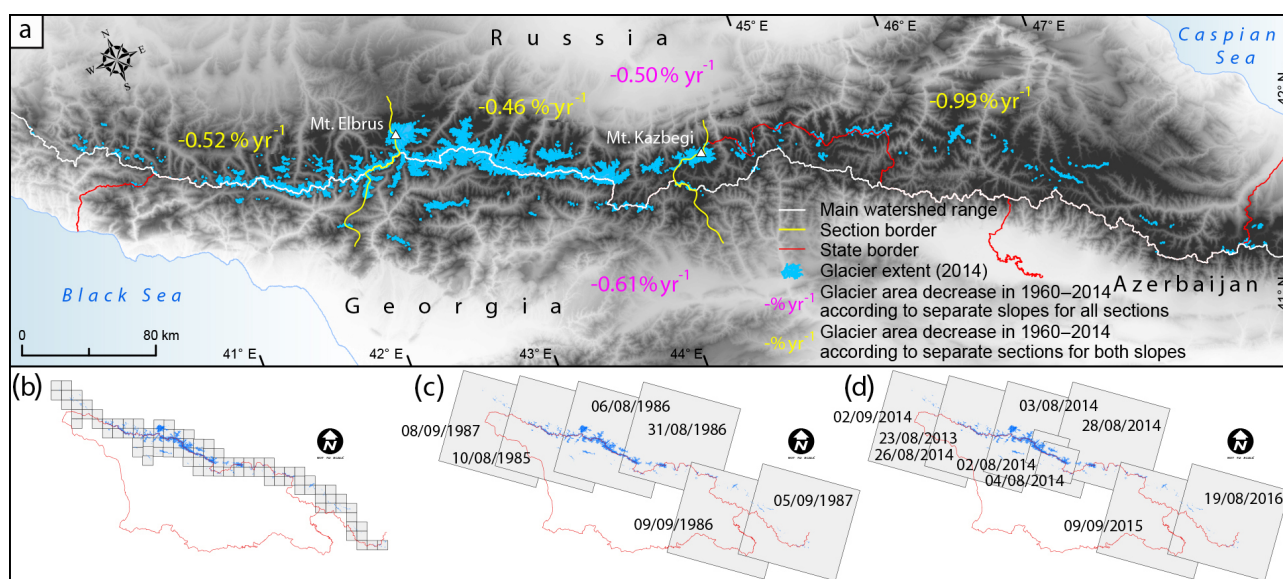 a
N
E
S
W
Russia
45° E
46° E
47° E
Caspian
Sea
42° N
-0.50 % yr⁻¹
-0.46 % yr⁻¹
-0.99 % yr⁻¹
-0.52 % yr⁻¹
Mt. Elbrus
Mt. Kazbegi
Main watershed range
Section border
State border
Glacier extent (2014)
-% yr⁻¹ Glacier area decrease in 1960–2014
according to separate slopes for all sections
-% yr⁻¹ Glacier area decrease in 1960–2014
according to separate sections for both slopes
-0.61% yr⁻¹
Azerbaijan
41° N
Black Sea
Georgia
0 80 km
41° E
42° E
43° E
44° E
(b)
N
(c)
06/08/1986
31/08/1986
08/09/1987
10/08/1985
05/09/1987
09/09/1986
N
(d)
03/08/2014
28/08/2014
02/09/2014
23/08/2013
26/08/2014
02/08/2014
04/08/2014
19/08/2016
09/09/2015
N